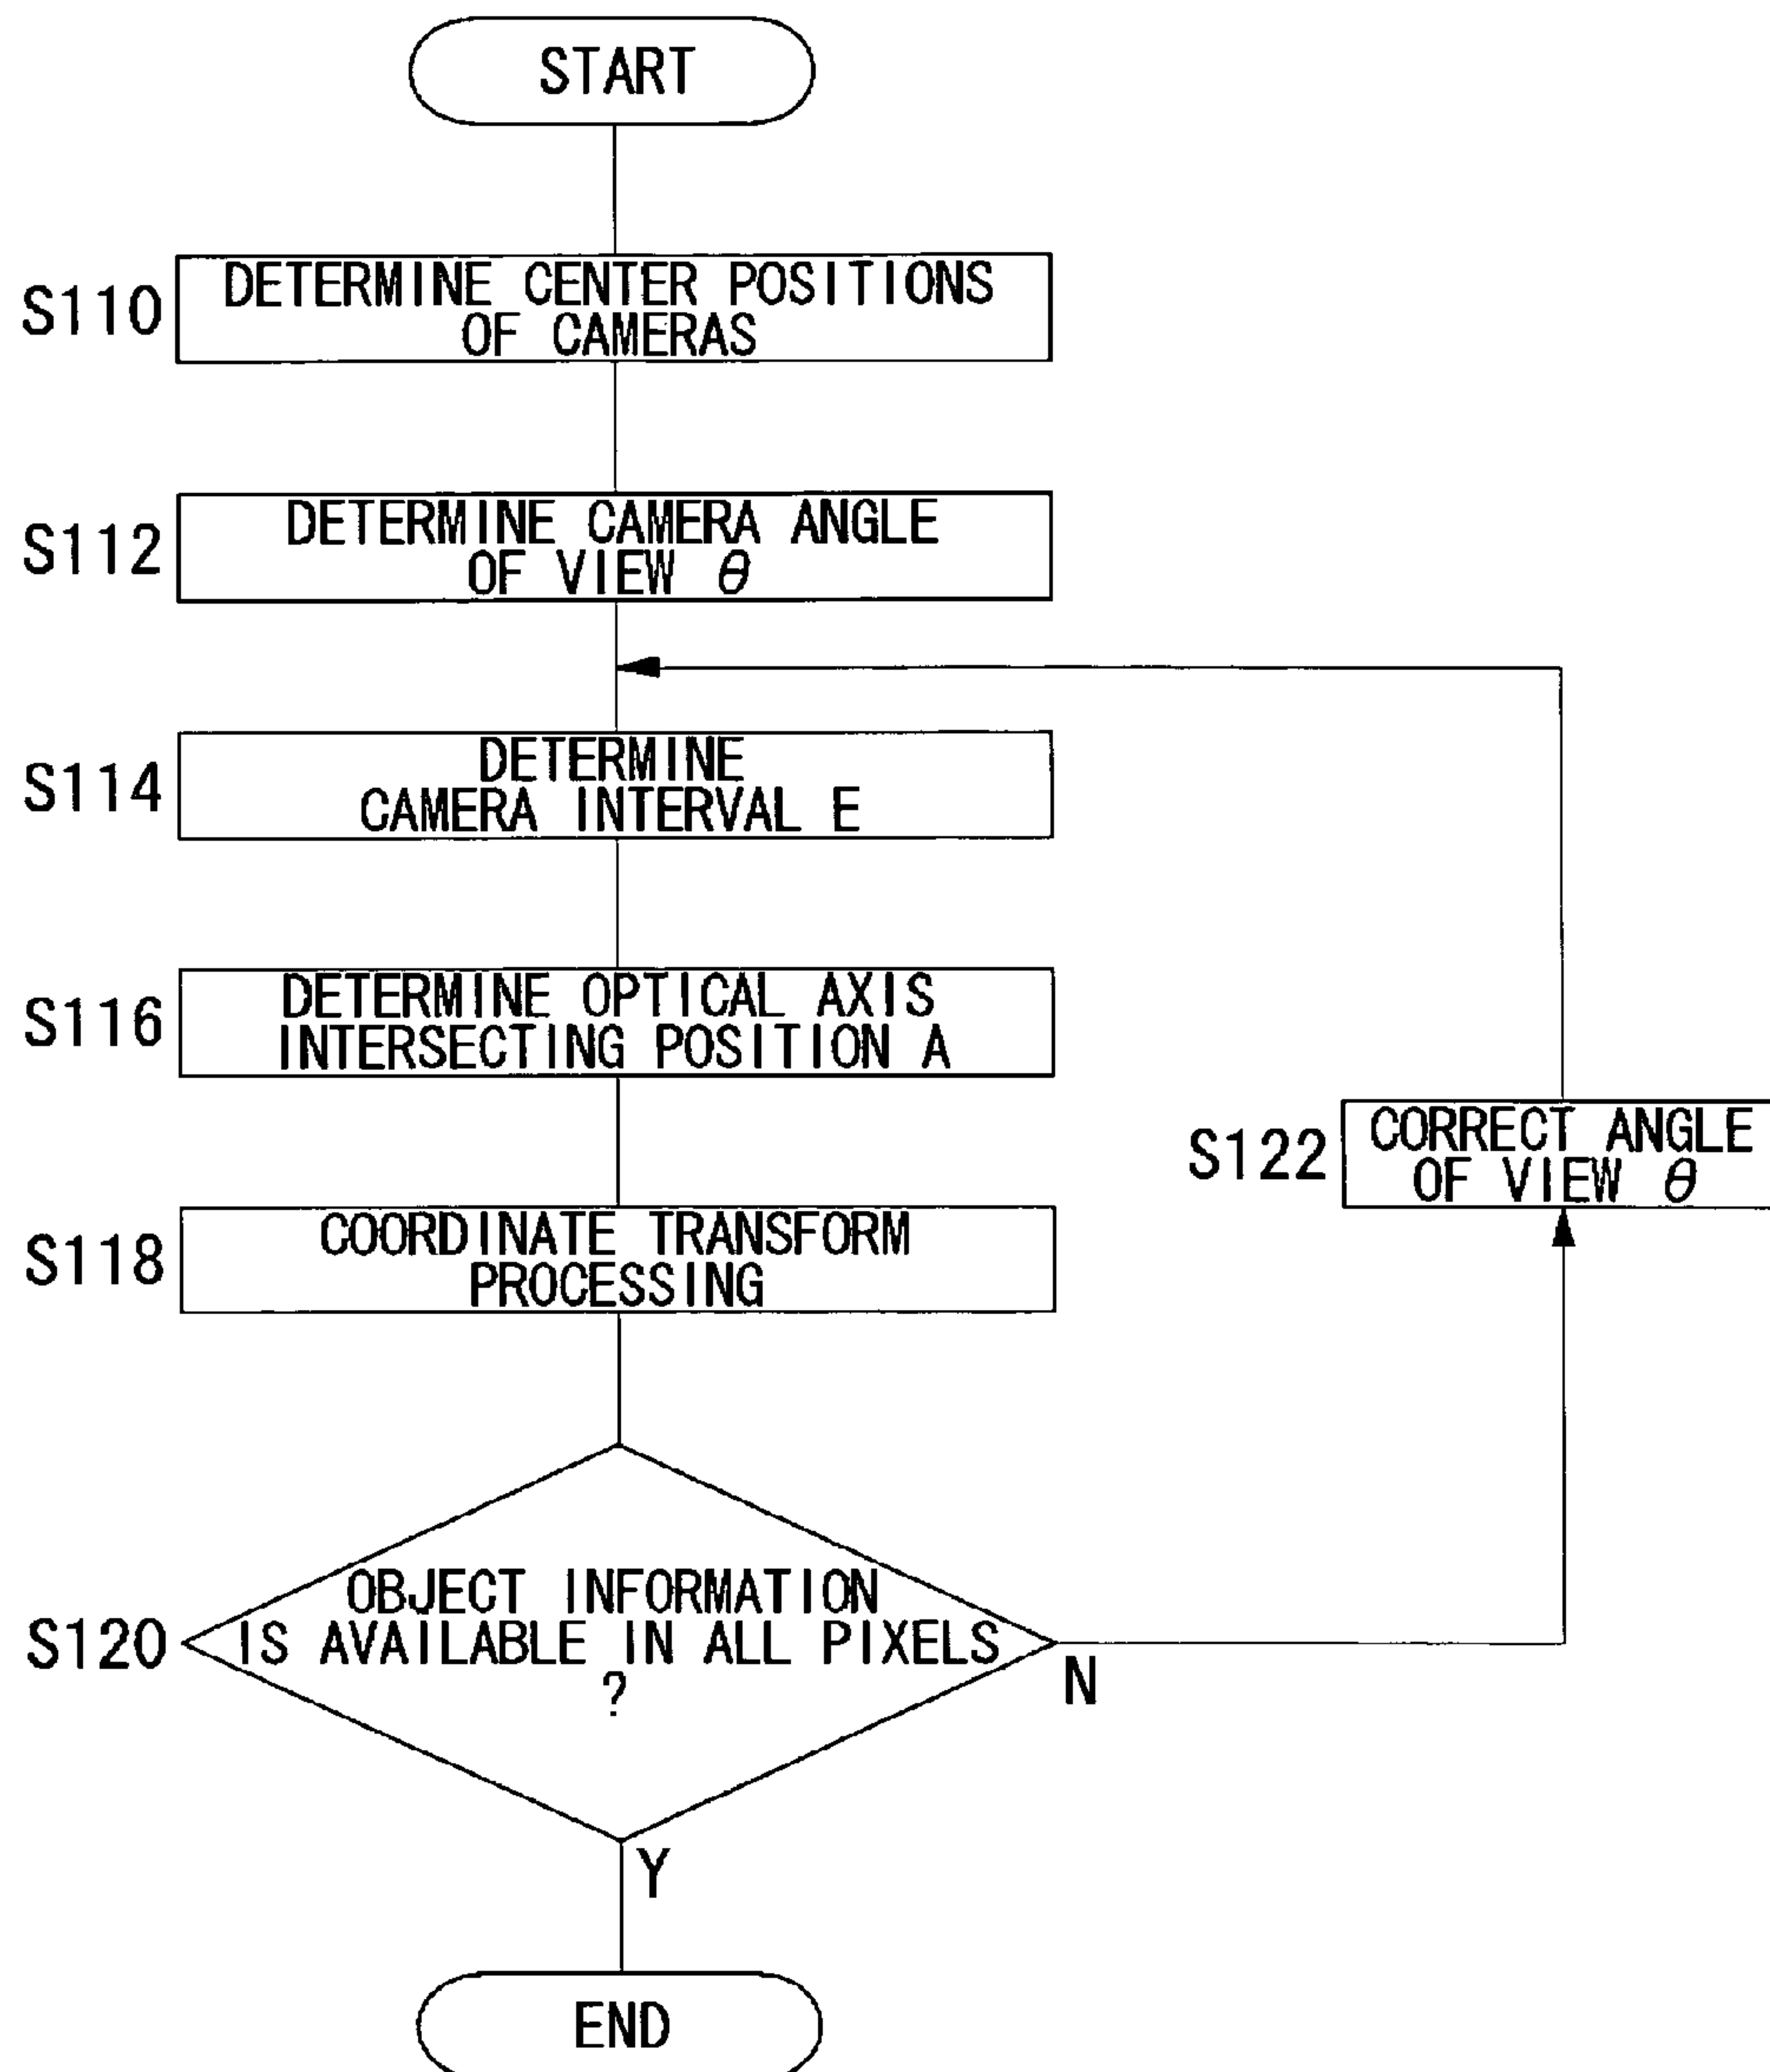 START
S110
DETERMINE CENTER POSITIONS
OF CAMERAS
S112
DETERMINE CAMERA ANGLE
OF VIEW θ
S114
DETERMINE
CAMERA INTERVAL E
S116
DETERMINE OPTICAL AXIS
INTERSECTING POSITION A
S122
CORRECT ANGLE
OF VIEW θ
S118
COORDINATE TRANSFORM
PROCESSING
S120
OBJECT INFORMATION
IS AVAILABLE IN ALL PIXELS
?
N
Y
END